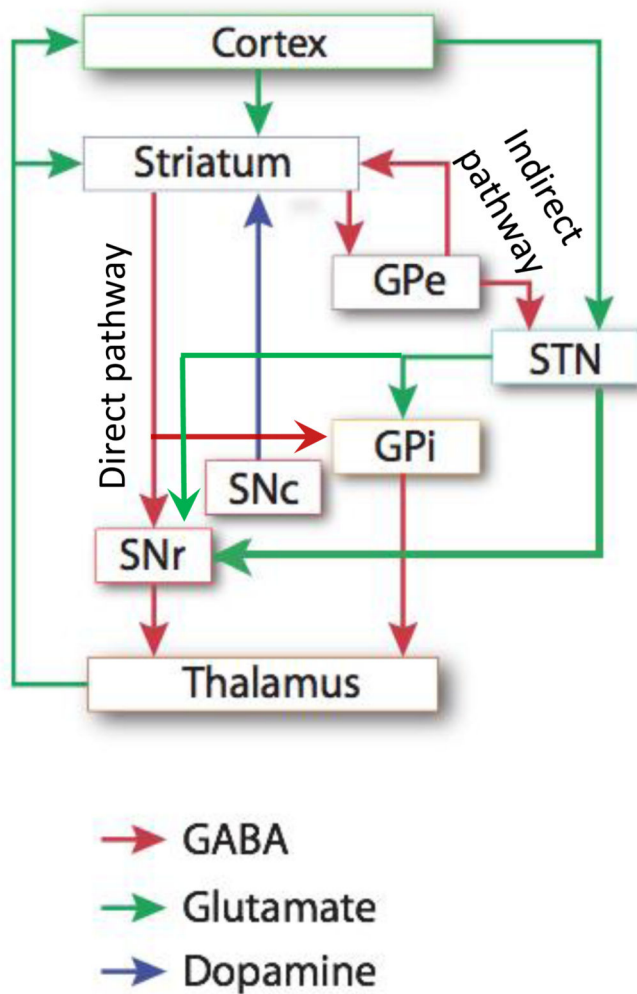 Cortex
Striatum
Indirect
pathway
GPe
Direct pathway
STN
GPi
SNc
SNr
Thalamus
GABA
Glutamate
Dopamine